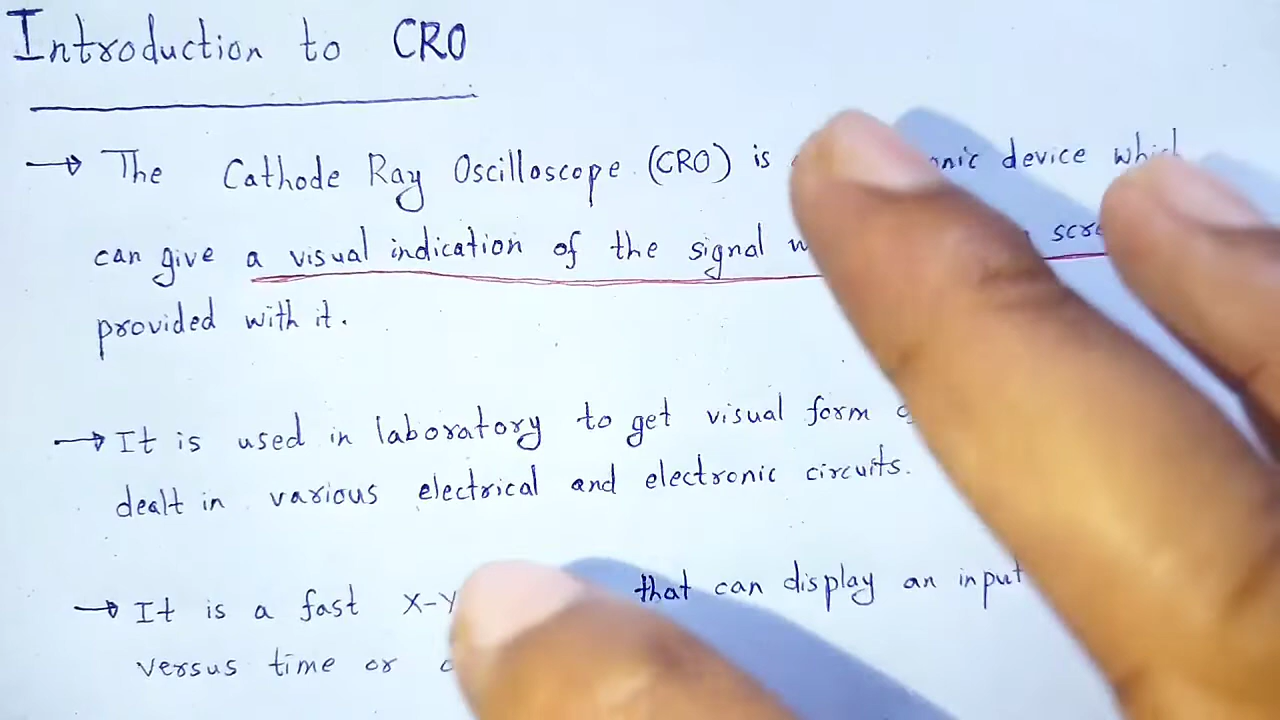 Introduction to CRO
→ The Cathode Ray Oscilloscope (CRO) is device which
can give a visual indication of the signal
provided with it.
→ It is used in laboratory to get visual form
dealt in various electrical and electronic circuits.
→ It is a fast X-Y that can display an input
versus time or